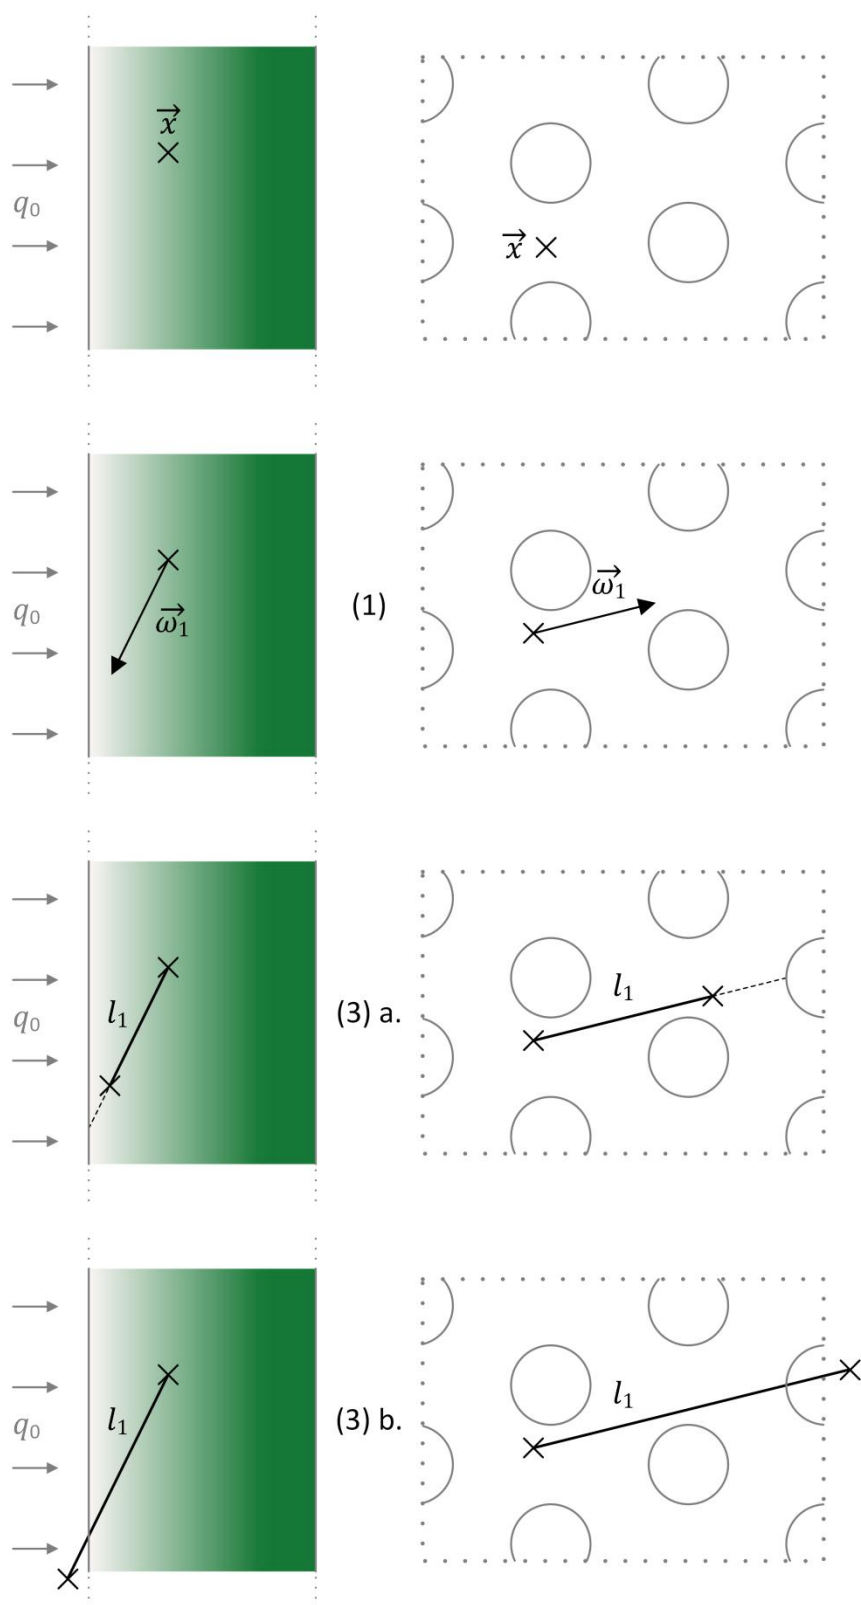 x⃗
q₀
x⃗
ω⃗₁
q₀
(1)
ω⃗₁
l₁
q₀
(3) a.
l₁
l₁
q₀
(3) b.
l₁